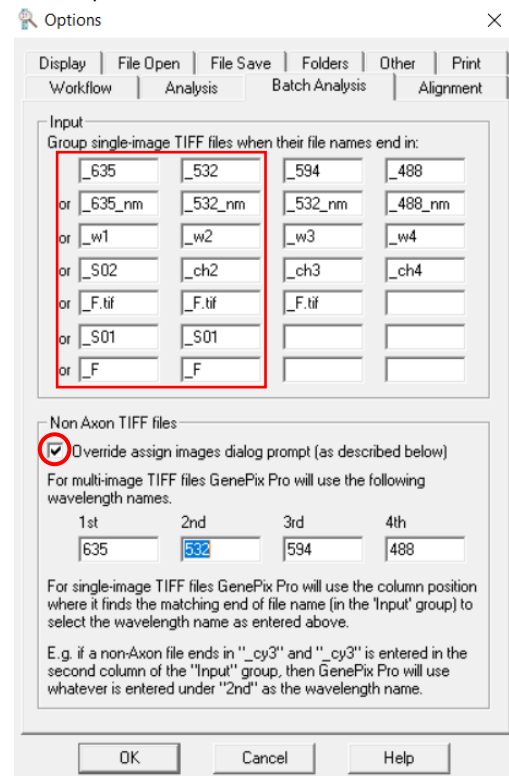 Options
Display File Open File Save Folders Other Print
Workflow Analysis Batch Analysis Alignment
Input
Group single-image TIFF files when their file names end in:
_635 _532 _594 _488
or _635_nm _532_nm _532_nm _488_nm
or _w1 _w2 _w3 _w4
or _S02 _ch2 _ch3 _ch4
or _F.tif _F.tif _F.tif
or _S01 _S01
or _F _F
Non Axon TIFF files
Override assign images dialog prompt (as described below)
For multi-image TIFF files GenePix Pro will use the following
wavelength names.
1st 2nd 3rd 4th
635 532 594 488
For single-image TIFF files GenePix Pro will use the column position
where it finds the matching end of file name (in the 'Input' group) to
select the wavelength name as entered above.
E.g. if a non-Axon file ends in "_cy3" and "_cy3" is entered in the
second column of the "Input" group, then GenePix Pro will use
whatever is entered under "2nd" as the wavelength name.
OK Cancel Help